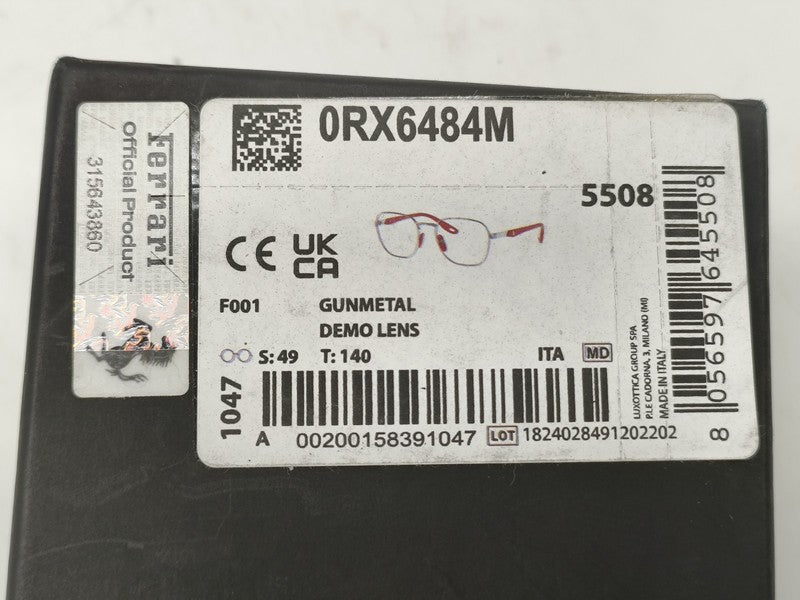 Ferrari
Official Product
315643860
0RX6484M
5508
CE UK CA
F001 GUNMETAL
DEMO LENS
S: 49 T: 140 ITA MD
1047
A 00200158391047 LOT 1824028491202202
LUXOTTICA GROUP SPA
P.LE CADORNA, 3, MILANO (MI)
MADE IN ITALY
8 056597 645508